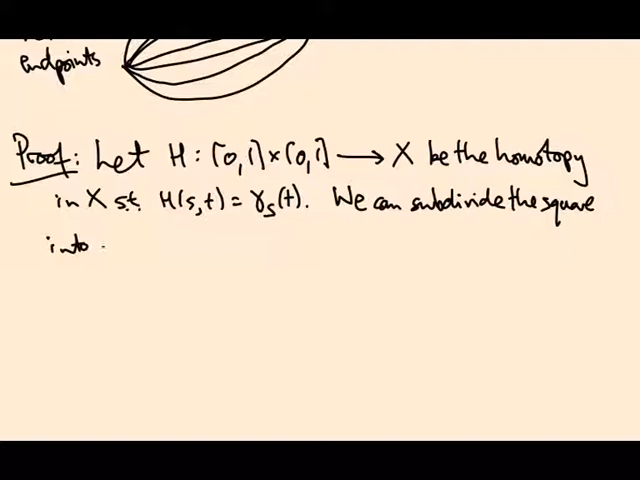 endpoints
Proof: Let H : [0,1]×[0,1] ⟶ X be the homotopy
in X s.t. H(s,t) = γₛ(t). We can subdivide the square
into